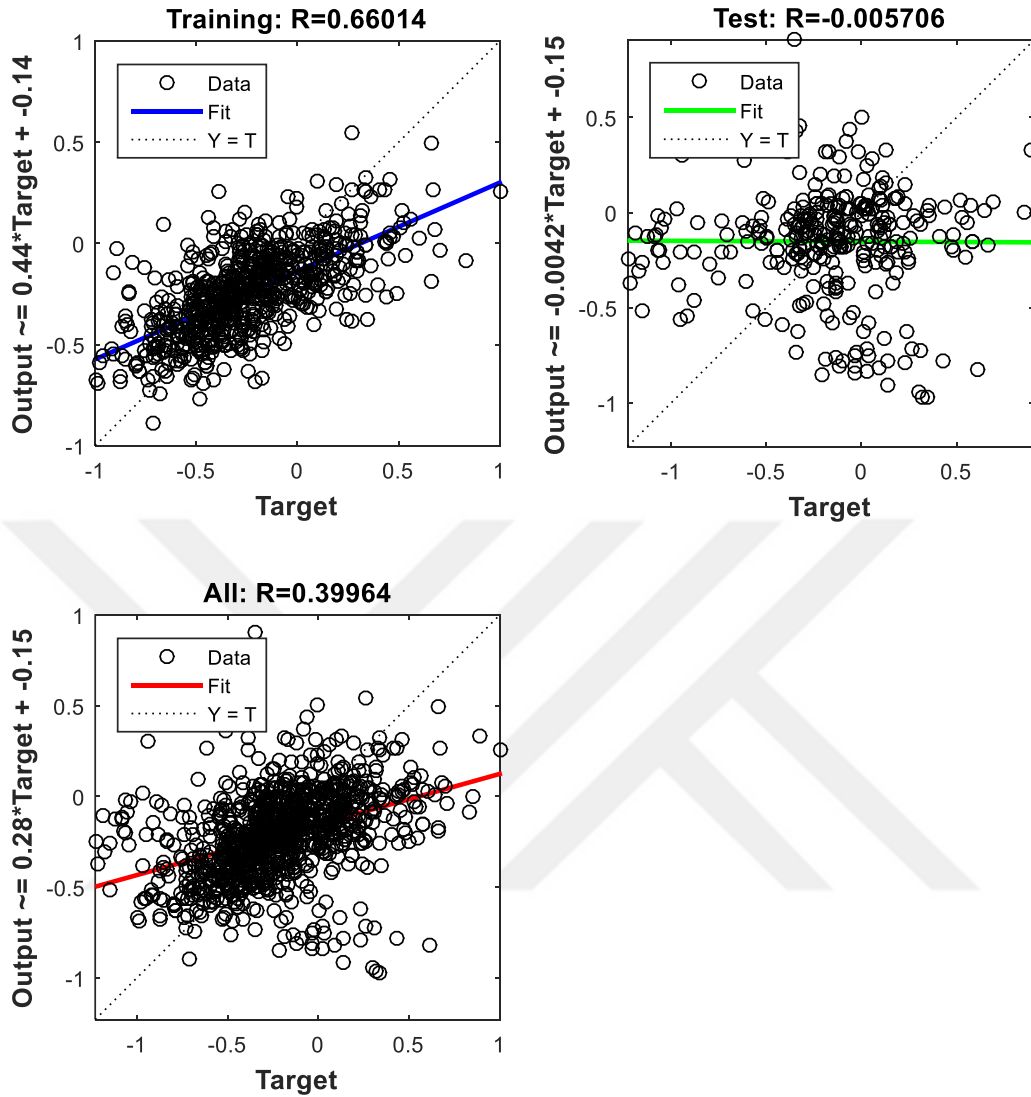 Training: R=0.66014
Output ~= 0.44*Target + -0.14
1
0.5
0
-0.5
-1
Data
Fit
Y = T
-1 -0.5 0 0.5 1
Target
Test: R=-0.005706
Output ~= -0.0042*Target + -0.15
0.5
0
-0.5
-1
Data
Fit
Y = T
-1 -0.5 0 0.5
Target
All: R=0.39964
Output ~= 0.28*Target + -0.15
1
0.5
0
-0.5
-1
Data
Fit
Y = T
-1 -0.5 0 0.5 1
Target